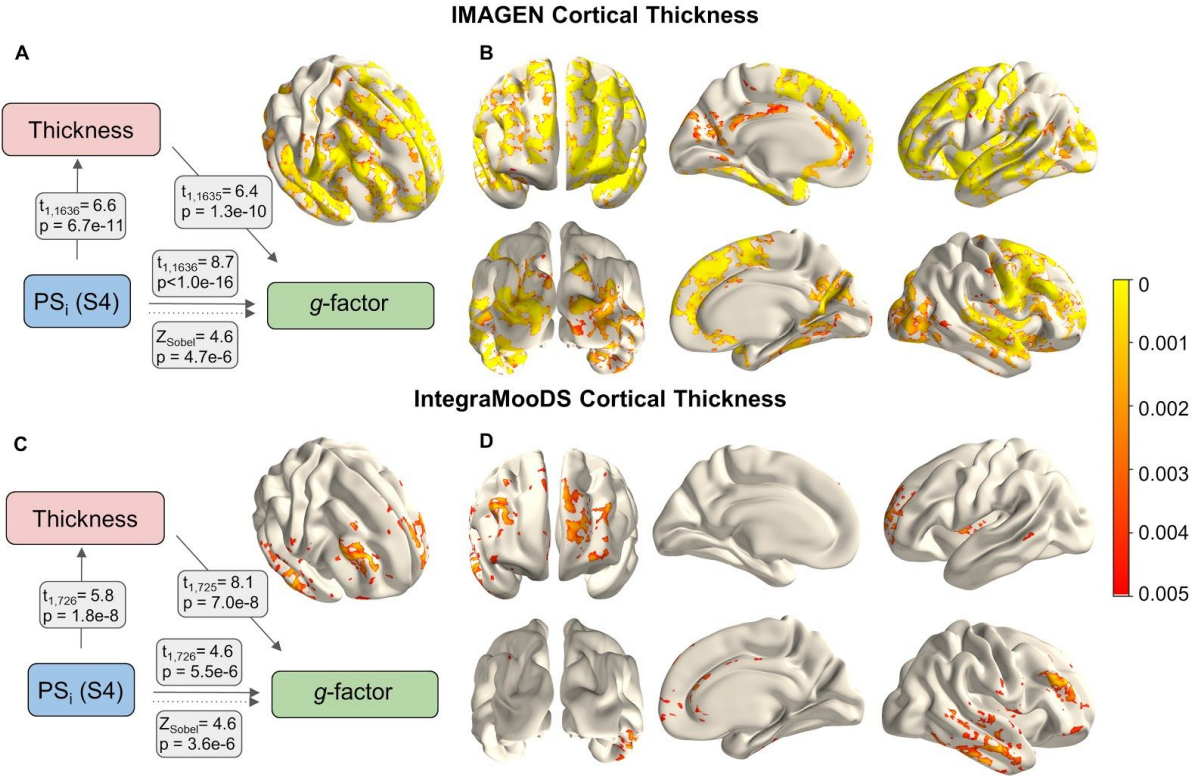 IMAGEN Cortical Thickness
A
B
Thickness
t1,1635= 6.4
p = 1.3e-10
t1,1636= 6.6
p = 6.7e-11
t1,1636= 8.7
p<1.0e-16
PSi (S4)
g-factor
ZSobel= 4.6
p = 4.7e-6
0
0.001
0.002
0.003
0.004
0.005
IntegraMooDS Cortical Thickness
C
D
Thickness
t1,725= 8.1
p = 7.0e-8
t1,726= 5.8
p = 1.8e-8
t1,726= 4.6
p = 5.5e-6
PSi (S4)
g-factor
ZSobel= 4.6
p = 3.6e-6